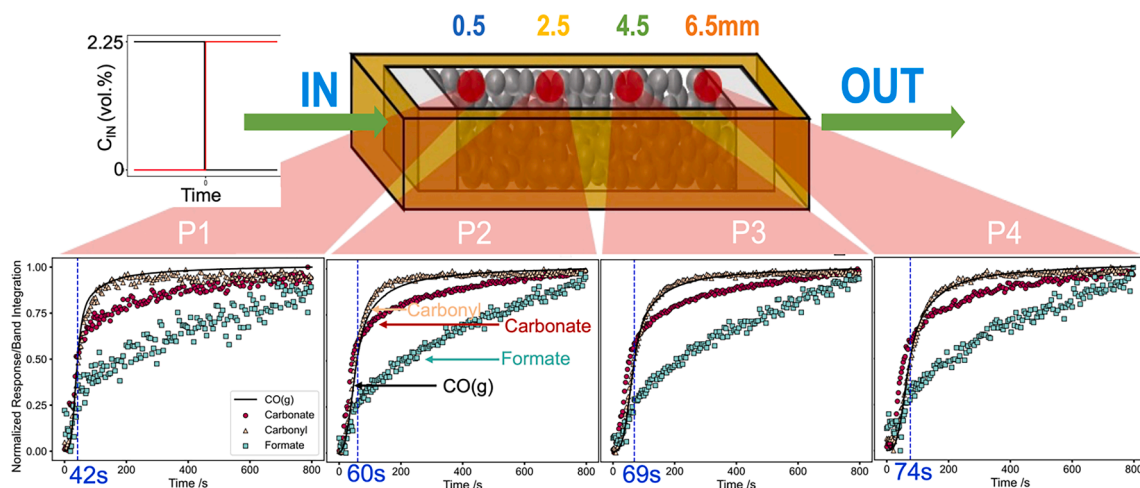 0.5 2.5 4.5 6.5mm
2.25
0
C_IN (vol.%)
0
Time
IN
OUT
P1 P2 P3 P4
Normalized Response/Band Integration
1.00
0.75
0.50
0.25
0.00
CO(g)
Carbonate
Carbonyl
Formate
0 200 400 600 800
42s
Time /s
Carbonyl
Carbonate
Formate
CO(g)
0 200 400 600 800
60s
Time /s
0 200 400 600 800
69s
Time /s
0 200 400 600 800
74s
Time /s